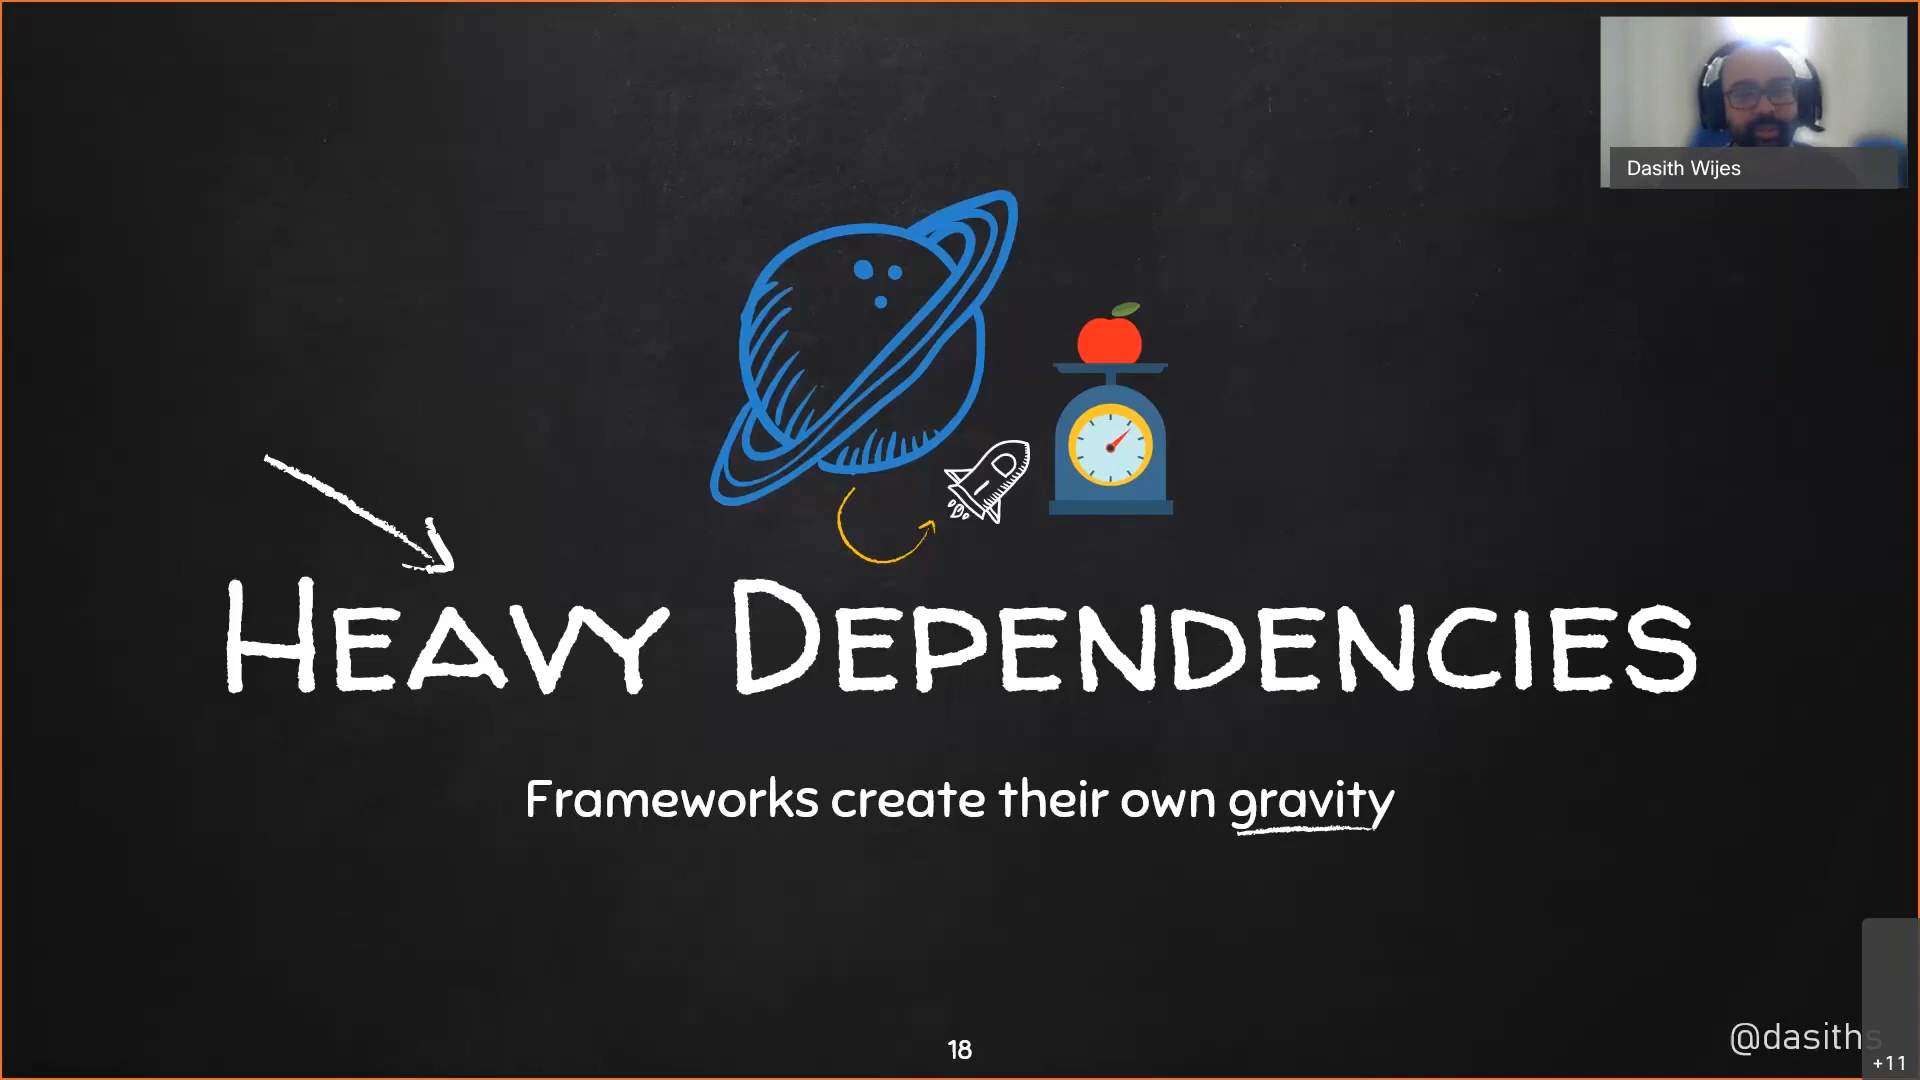 Dasith Wijes
HEAVY DEPENDENCIES
Frameworks create their own gravity
18
@dasiths
+11